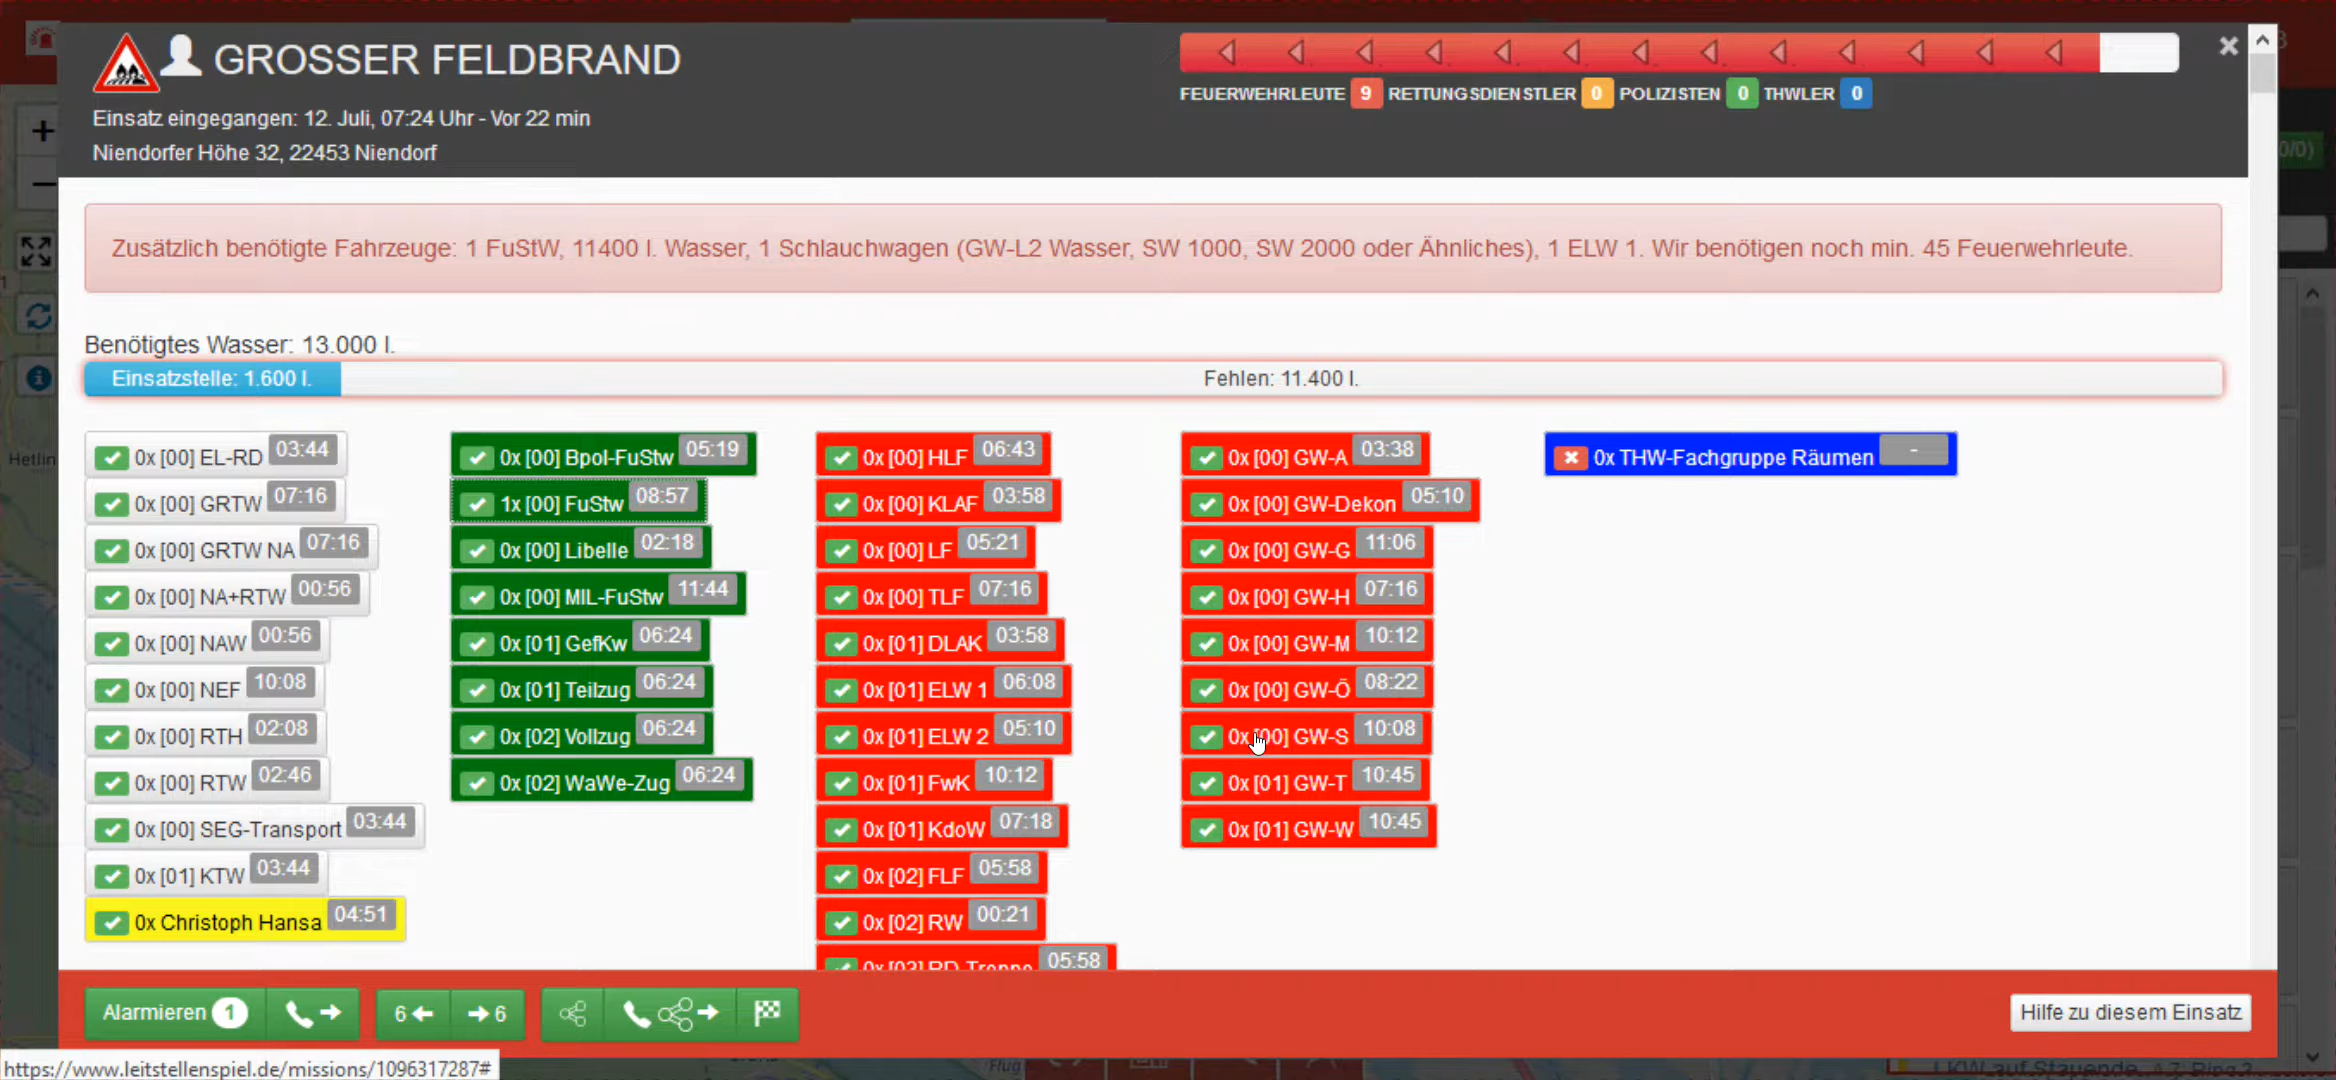 GROSSER FELDBRAND
FEUERWEHRLEUTE 9 RETTUNGSDIENSTLER 0 POLIZISTEN 0 THWLER 0
Einsatz eingegangen: 12. Juli, 07:24 Uhr - Vor 22 min
Niendorfer Höhe 32, 22453 Niendorf
Zusätzlich benötigte Fahrzeuge: 1 FuStW, 11400 l. Wasser, 1 Schlauchwagen (GW-L2 Wasser, SW 1000, SW 2000 oder Ähnliches), 1 ELW 1. Wir benötigen noch min. 45 Feuerwehrleute.
Benötigtes Wasser: 13.000 l.
Einsatzstelle: 1.600 l.
Fehlen: 11.400 l.
0x [00] EL-RD 03:44
0x [00] GRTW 07:16
0x [00] GRTW NA 07:16
0x [00] NA+RTW 00:56
0x [00] NAW 00:56
0x [00] NEF 10:08
0x [00] RTH 02:08
0x [00] RTW 02:46
0x [00] SEG-Transport 03:44
0x [01] KTW 03:44
0x Christoph Hansa 04:51
0x [00] Bpol-FuStw 05:19
1x [00] FuStw 08:57
0x [00] Libelle 02:18
0x [00] MIL-FuStw 11:44
0x [01] GefKw 06:24
0x [01] Teilzug 06:24
0x [02] Vollzug 06:24
0x [02] WaWe-Zug 06:24
0x [00] HLF 06:43
0x [00] KLAF 03:58
0x [00] LF 05:21
0x [00] TLF 07:16
0x [01] DLAK 03:58
0x [01] ELW 1 06:08
0x [01] ELW 2 05:10
0x [01] FwK 10:12
0x [01] KdoW 07:18
0x [02] FLF 05:58
0x [02] RW 00:21
05:58
0x [00] GW-A 03:38
0x [00] GW-Dekon 05:10
0x [00] GW-G 11:06
0x [00] GW-H 07:16
0x [00] GW-M 10:12
0x [00] GW-Ö 08:22
0x [00] GW-S 10:08
0x [01] GW-T 10:45
0x [01] GW-W 10:45
0x THW-Fachgruppe Räumen -
Hetlin
Alarmieren 1
6
6
Hilfe zu diesem Einsatz
https://www.leitstellenspiel.de/missions/1096317287#
Flug